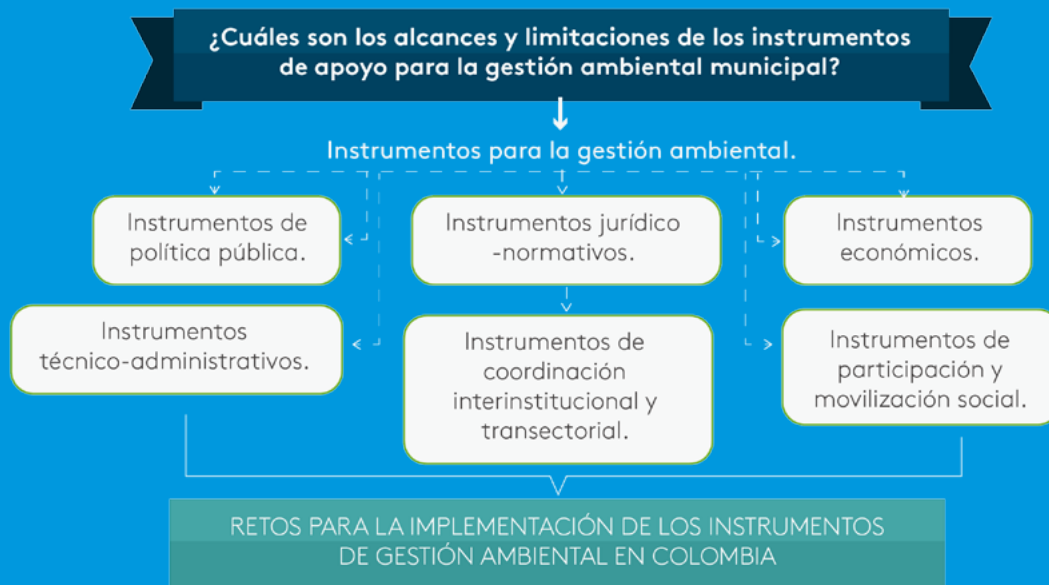 ¿Cuáles son los alcances y limitaciones de los instrumentos
de apoyo para la gestión ambiental municipal?
Instrumentos para la gestión ambiental.
Instrumentos de
política pública.
Instrumentos jurídico
-normativos.
Instrumentos
económicos.
Instrumentos
técnico-administrativos.
Instrumentos de
coordinación
interinstitucional y
transectorial.
Instrumentos de
participación y
movilización social.
RETOS PARA LA IMPLEMENTACIÓN DE LOS INSTRUMENTOS
DE GESTIÓN AMBIENTAL EN COLOMBIA